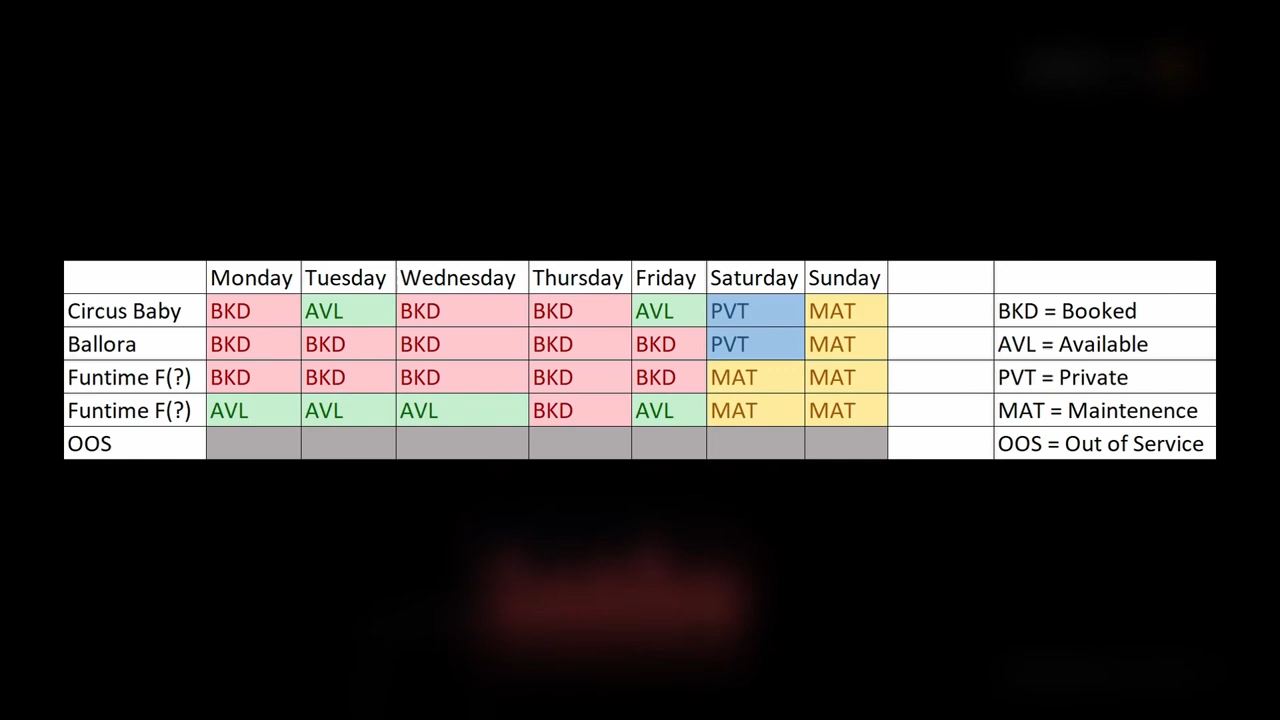 Monday Tuesday Wednesday Thursday Friday Saturday Sunday
Circus Baby BKD AVL BKD BKD AVL PVT MAT BKD = Booked
Ballora BKD BKD BKD BKD BKD PVT MAT AVL = Available
Funtime F(?) BKD BKD BKD BKD BKD MAT MAT PVT = Private
Funtime F(?) AVL AVL AVL BKD AVL MAT MAT MAT = Maintenence
OOS OOS = Out of Service